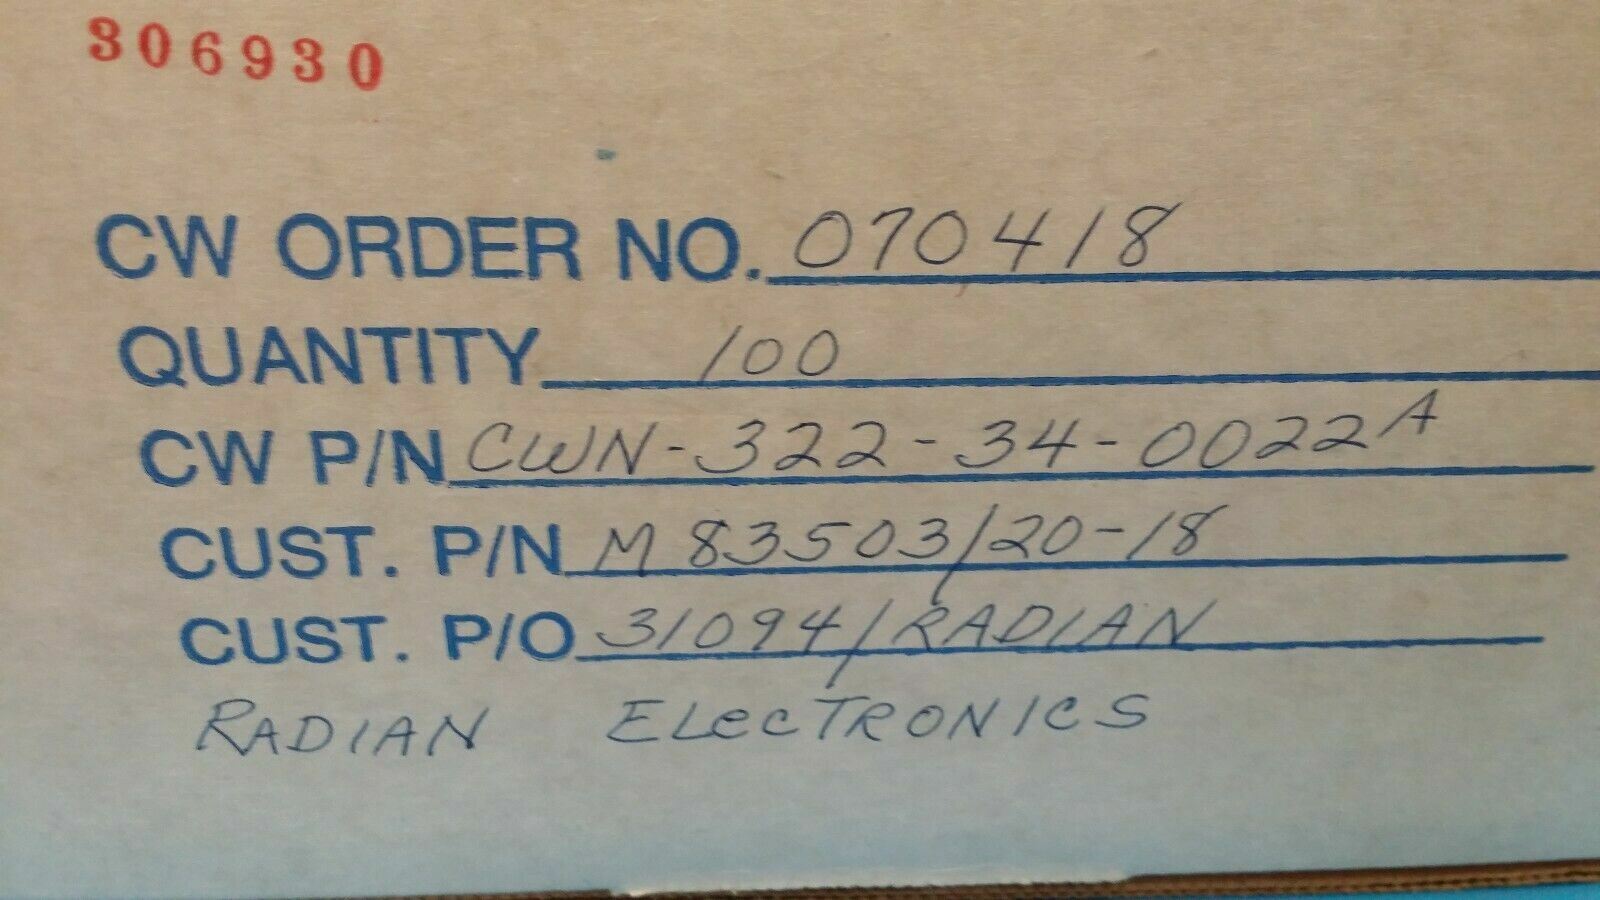 306930
CW ORDER NO. 070418
QUANTITY 100
CW P/N CWN-322-34-0022A
CUST. P/N M83503/20-18
CUST. P/O 31094/RADIAN
RADIAN ELECTRONICS